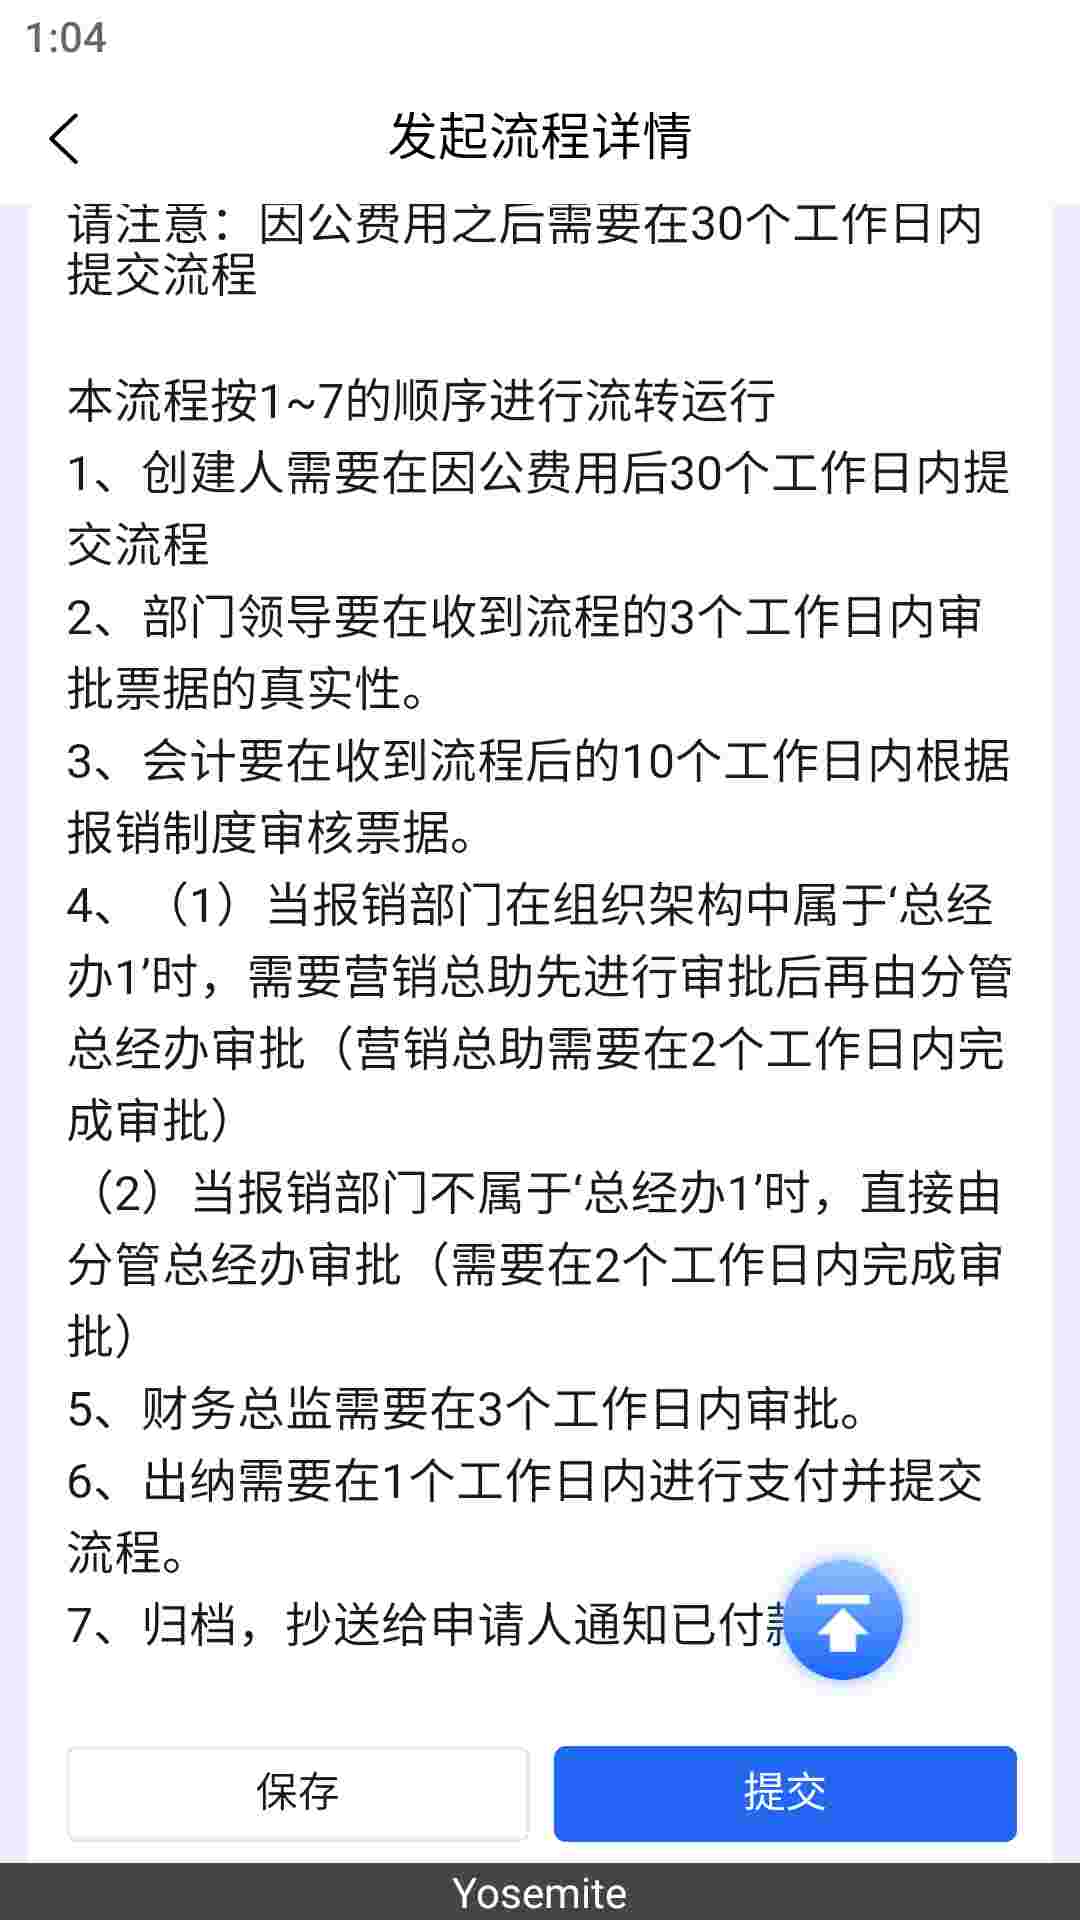 1:04
发起流程详情
请注意：因公费用之后需要在30个工作日内
提交流程
本流程按1~7的顺序进行流转运行
1、创建人需要在因公费用后30个工作日内提
交流程
2、部门领导要在收到流程的3个工作日内审
批票据的真实性。
3、会计要在收到流程后的10个工作日内根据
报销制度审核票据。
4、（1）当报销部门在组织架构中属于‘总经
办1’时，需要营销总助先进行审批后再由分管
总经办审批（营销总助需要在2个工作日内完
成审批）
（2）当报销部门不属于‘总经办1’时，直接由
分管总经办审批（需要在2个工作日内完成审
批）
5、财务总监需要在3个工作日内审批。
6、出纳需要在1个工作日内进行支付并提交
流程。
7、归档，抄送给申请人通知已付款
保存
提交
Yosemite